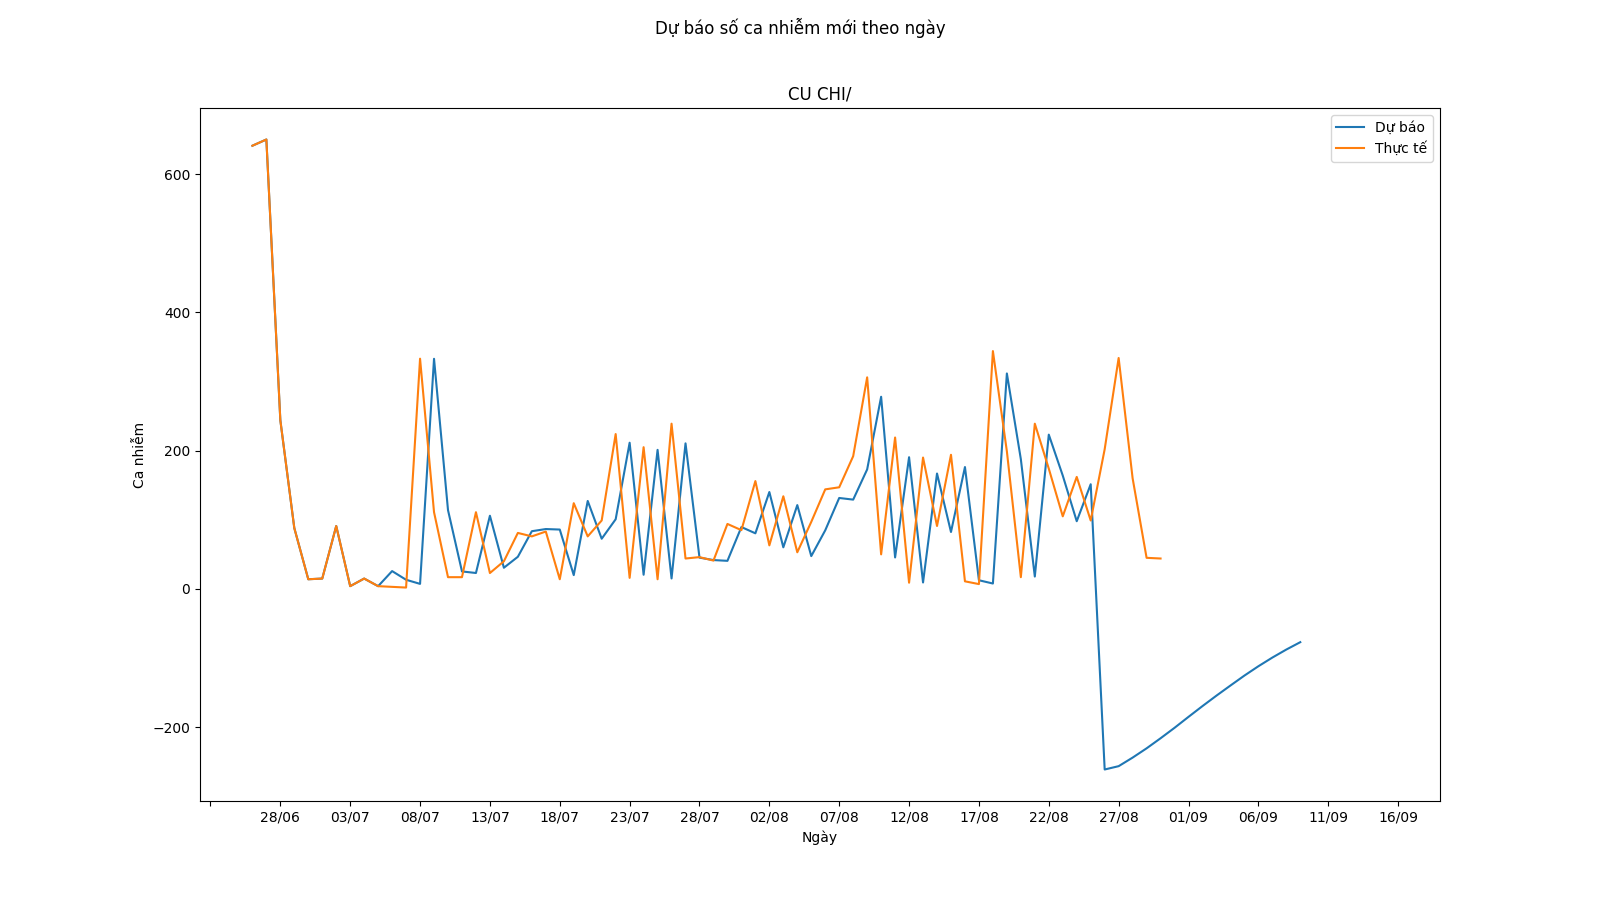 Dự báo số ca nhiễm mới theo ngày
CU CHI/
Dự báo
Thực tế
600
400
200
0
−200
Ca nhiễm
28/06 03/07 08/07 13/07 18/07 23/07 28/07 02/08 07/08 12/08 17/08 22/08 27/08 01/09 06/09 11/09 16/09
Ngày